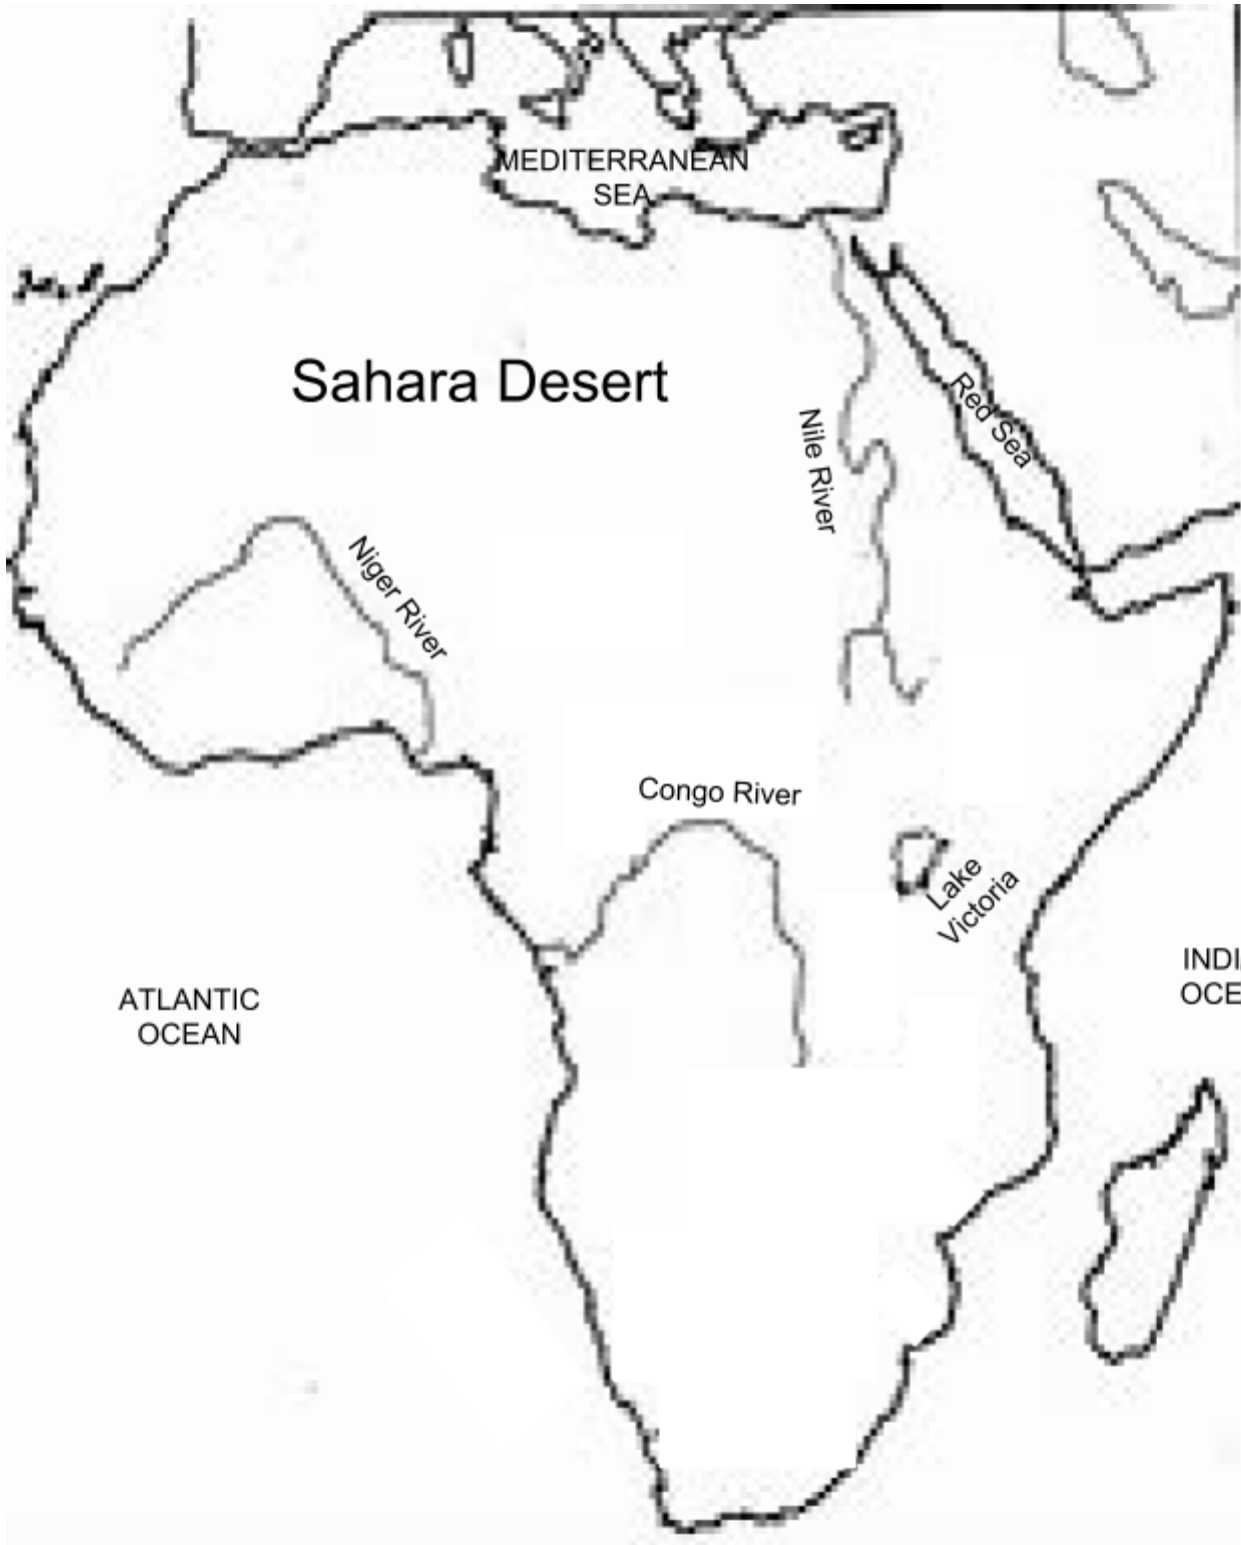 MEDITERRANEAN
SEA
Sahara Desert
Red Sea
Nile River
Niger River
Congo River
Lake
Victoria
INDI
OCE
ATLANTIC
OCEAN